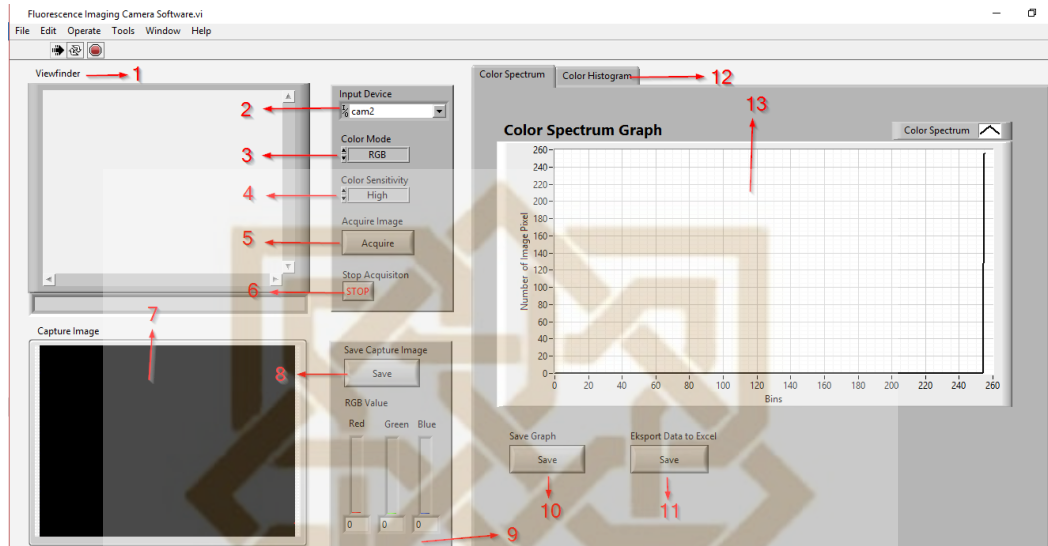 Fluorescence Imaging Camera Software.vi
File Edit Operate Tools Window Help
Viewfinder 1
Input Device
2 I/O cam2
Color Mode
3 RGB
Color Sensitivity
4 High
Acquire Image
5 Acquire
Stop Acquisiton
6 STOP
7
Capture Image
Save Capture Image
8 Save
RGB Value
Red Green Blue
0 0 0
9
Color Spectrum Color Histogram 12
13
Color Spectrum Graph Color Spectrum
Number of Image Pixel
260
240
220
200
180
160
140
120
100
80
60
40
20
0
0 20 40 60 80 100 120 140 160 180 200 220 240 260
Bins
Save Graph Eksport Data to Excel
Save Save
10 11